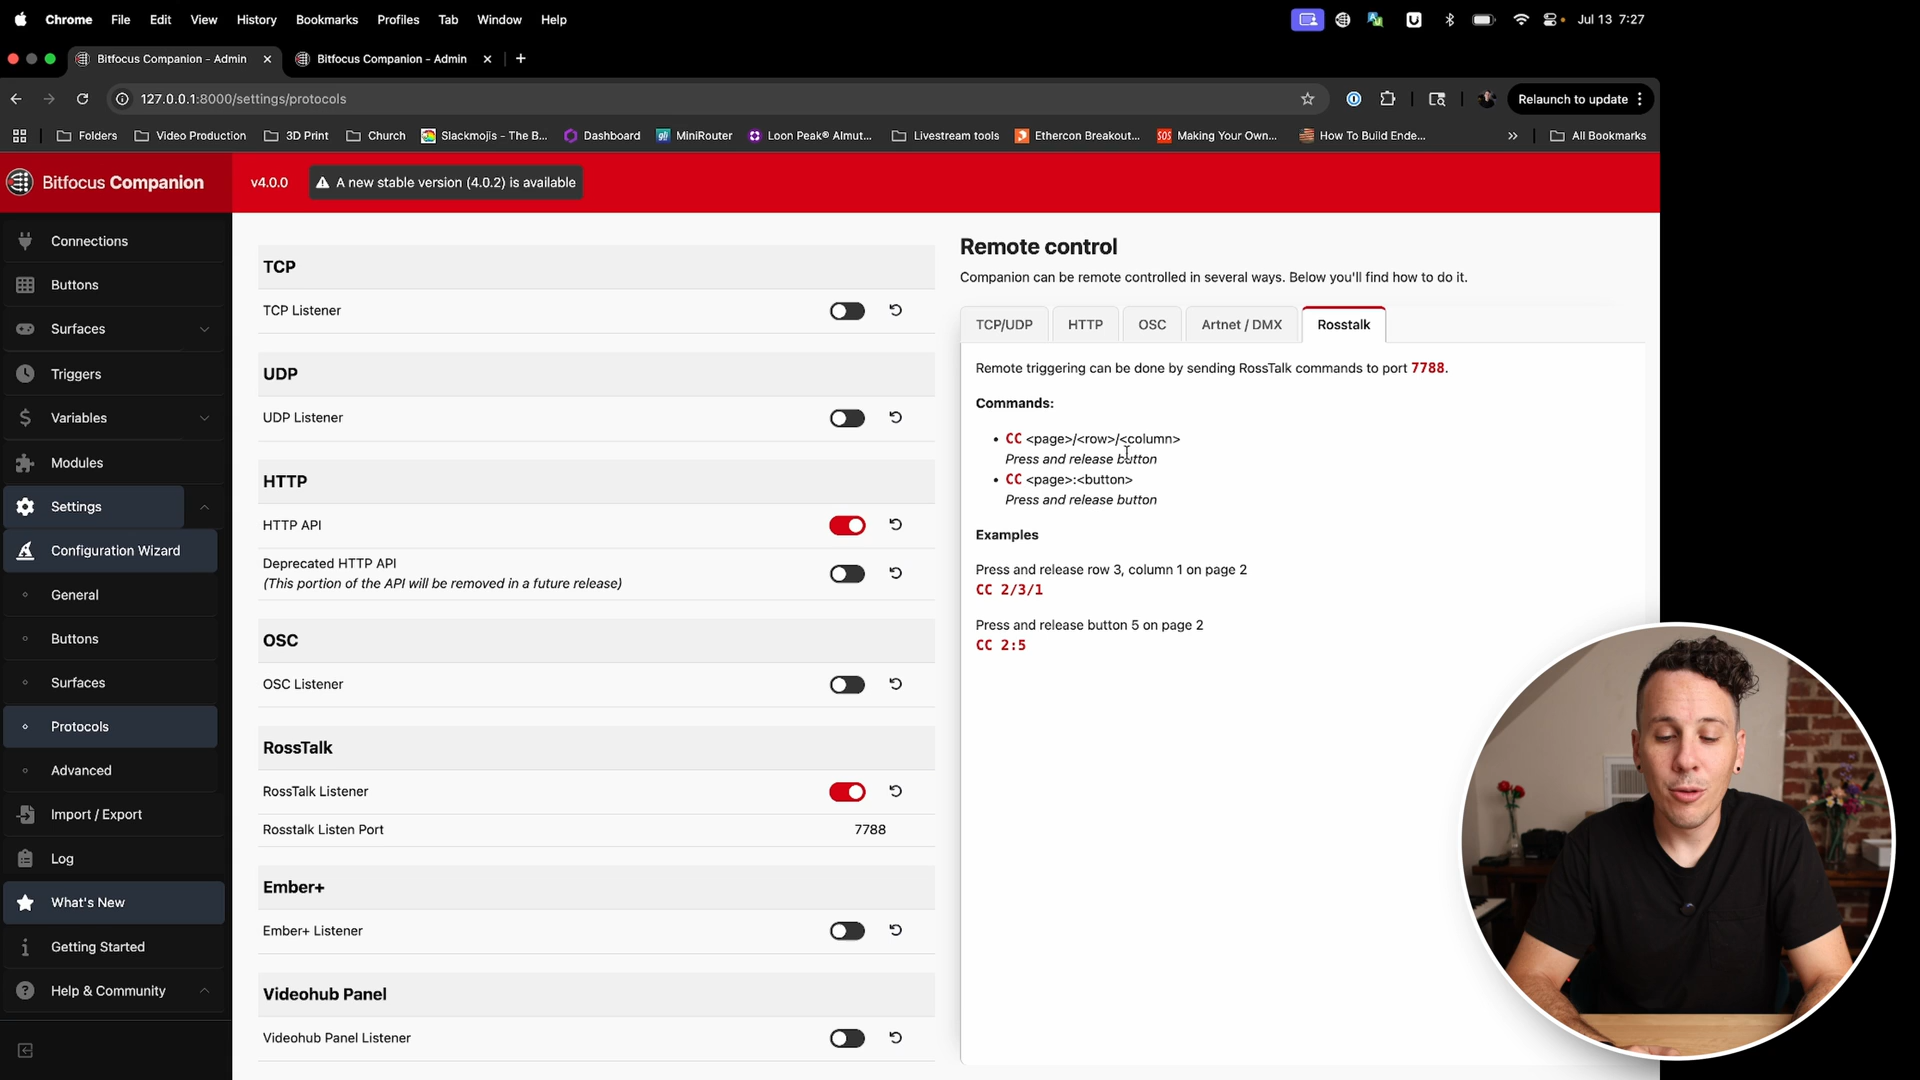 Chrome File Edit View History Bookmarks Profiles Tab Window Help
Jul 13 7:27
Bitfocus Companion - Admin
Bitfocus Companion - Admin
127.0.0.1:8000/settings/protocols
Relaunch to update
Folders
Video Production
3D Print
Church
Slackmojis - The B...
Dashboard
MiniRouter
Loon Peak® Almut...
Livestream tools
Ethercon Breakout...
Making Your Own...
How To Build Ende...
All Bookmarks
Bitfocus Companion
v4.0.0
A new stable version (4.0.2) is available
Connections
Buttons
Surfaces
Triggers
Variables
Modules
Settings
Configuration Wizard
General
Buttons
Surfaces
Protocols
Advanced
Import / Export
Log
What's New
Getting Started
Help & Community
TCP
TCP Listener
UDP
UDP Listener
HTTP
HTTP API
Deprecated HTTP API
(This portion of the API will be removed in a future release)
OSC
OSC Listener
RossTalk
RossTalk Listener
Rosstalk Listen Port
7788
Ember+
Ember+ Listener
Videohub Panel
Videohub Panel Listener
Remote control
Companion can be remote controlled in several ways. Below you'll find how to do it.
TCP/UDP
HTTP
OSC
Artnet / DMX
Rosstalk
Remote triggering can be done by sending RossTalk commands to port 7788.
Commands:
• CC <page>/<row>/<column>
Press and release button
• CC <page>:<button>
Press and release button
Examples
Press and release row 3, column 1 on page 2
CC 2/3/1
Press and release button 5 on page 2
CC 2:5